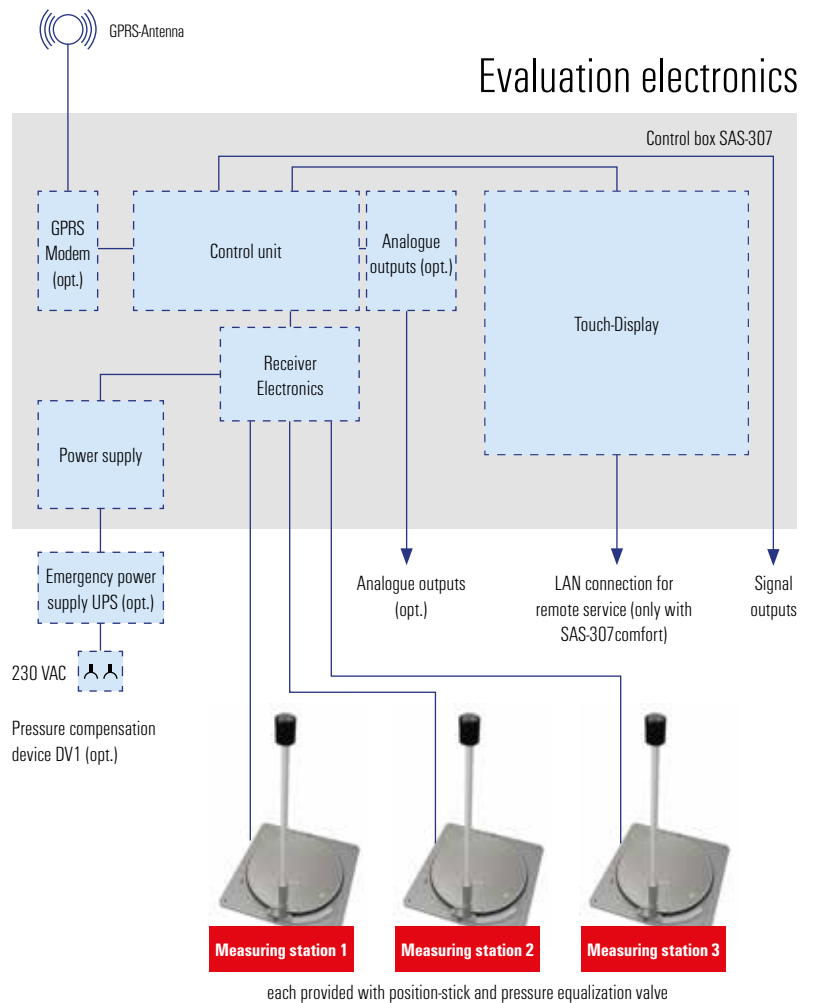 GPRS-Antenna
Evaluation electronics
Control box SAS-307
GPRS
Modem
(opt.)
Control unit
Analogue
outputs (opt.)
Touch-Display
Receiver
Electronics
Power supply
Emergency power
supply UPS (opt.)
Analogue outputs
(opt.)
LAN connection for
remote service (only with
SAS-307comfort)
Signal
outputs
230 VAC
Pressure compensation
device DV1 (opt.)
Measuring station 1
Measuring station 2
Measuring station 3
each provided with position-stick and pressure equalization valve